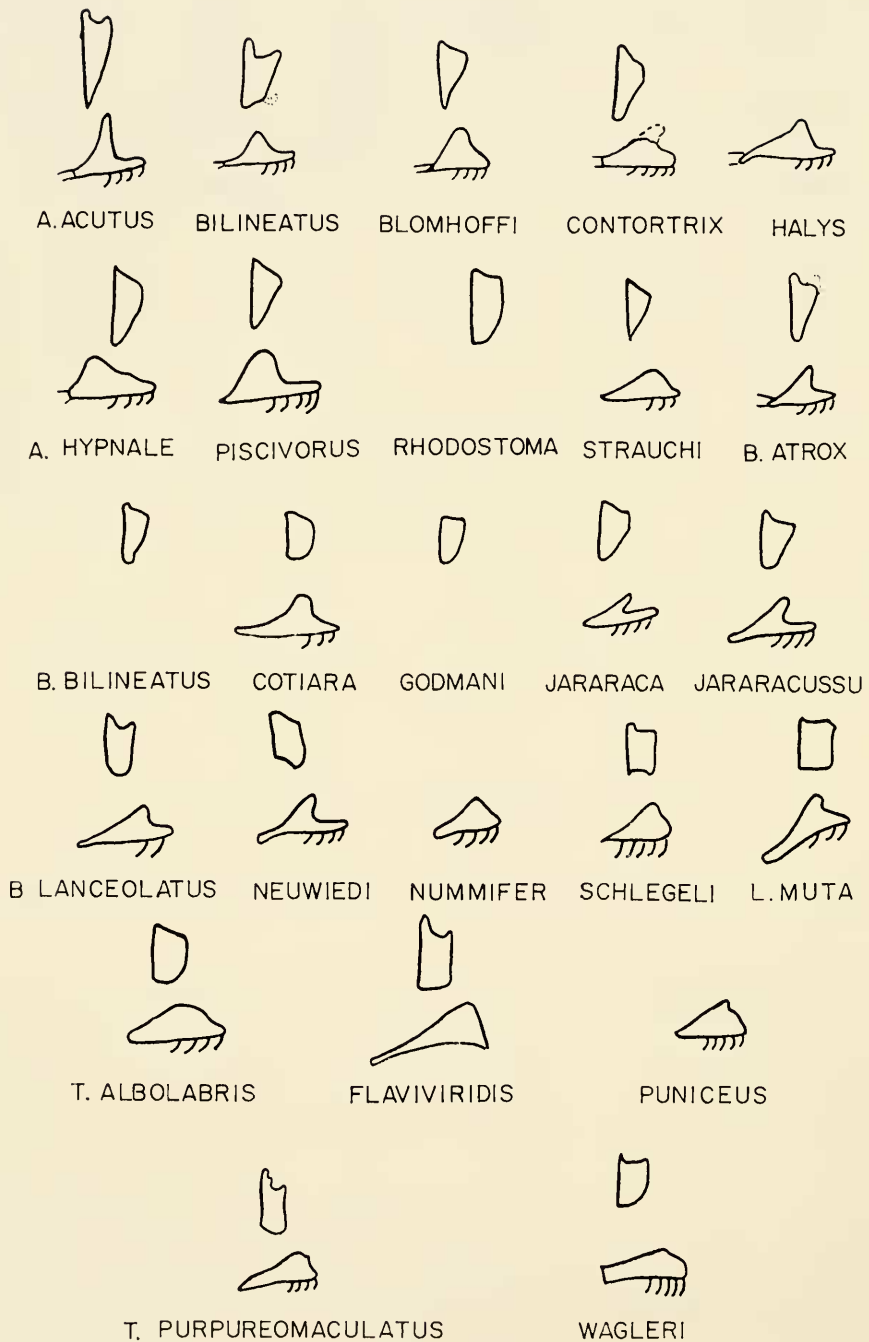 A. ACUTUS BILINEATUS BLOMHOFFI CONTORTRIX HALYS
A. HYPNALE PISCIVORUS RHODOSTOMA STRAUCHI B. ATROX
B. BILINEATUS COTIARA GODMANI JARARACA JARARACUSSU
B LANCEOLATUS NEUWIEDI NUMMIFER SCHLEGELI L. MUTA
T. ALBOLABRIS FLAVIVIRIDIS PUNICEUS
T. PURPUREOMACULATUS WAGLERI